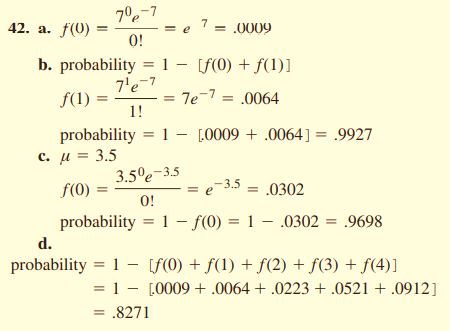 42. a. f(0) = 7⁰e⁻⁷ / 0! = e ⁷ = .0009
b. probability = 1 − [f(0) + f(1)]
f(1) = 7¹e⁻⁷ / 1! = 7e⁻⁷ = .0064
probability = 1 − [.0009 + .0064] = .9927
c. μ = 3.5
f(0) = 3.5⁰e⁻³·⁵ / 0! = e⁻³·⁵ = .0302
probability = 1 − f(0) = 1 − .0302 = .9698
d.
probability = 1 − [f(0) + f(1) + f(2) + f(3) + f(4)]
= 1 − [.0009 + .0064 + .0223 + .0521 + .0912]
= .8271